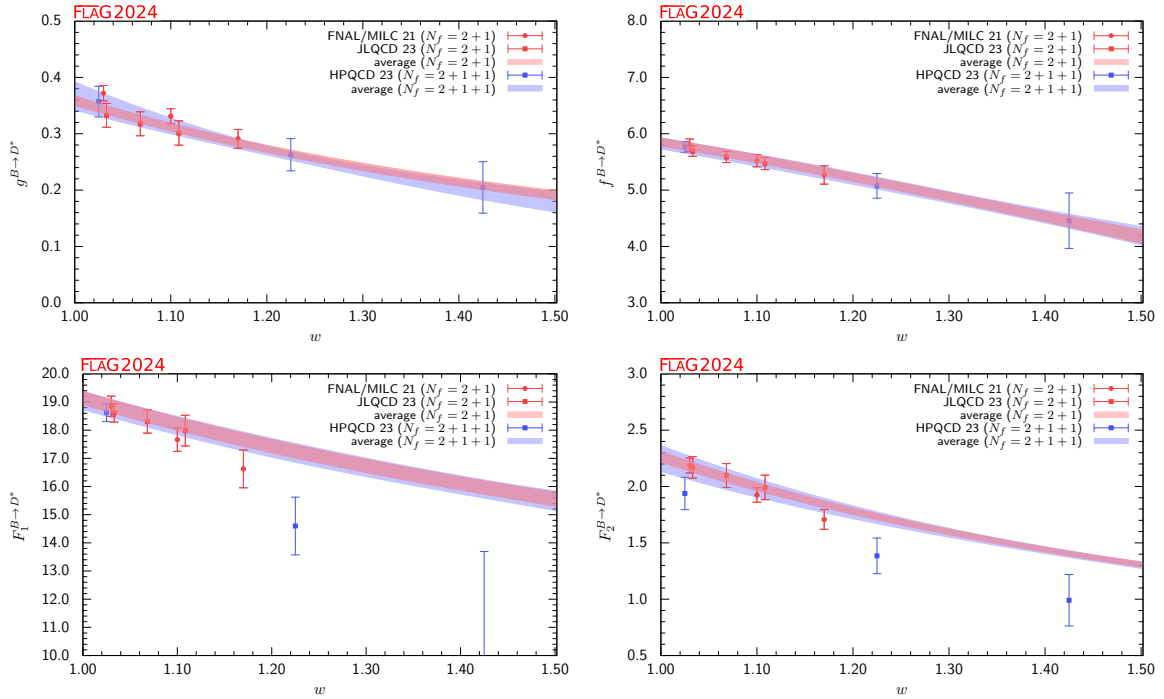 FLAG2024
FNAL/MILC 21 (N_f = 2 + 1)
JLQCD 23 (N_f = 2 + 1)
average (N_f = 2 + 1)
HPQCD 23 (N_f = 2 + 1 + 1)
average (N_f = 2 + 1 + 1)
0.5
0.4
0.3
0.2
0.1
0.0
g^{B→D*}
1.00 1.10 1.20 1.30 1.40 1.50
w
FLAG2024
FNAL/MILC 21 (N_f = 2 + 1)
JLQCD 23 (N_f = 2 + 1)
average (N_f = 2 + 1)
HPQCD 23 (N_f = 2 + 1 + 1)
average (N_f = 2 + 1 + 1)
8.0
7.0
6.0
5.0
4.0
3.0
f^{B→D*}
1.00 1.10 1.20 1.30 1.40 1.50
w
FLAG2024
FNAL/MILC 21 (N_f = 2 + 1)
JLQCD 23 (N_f = 2 + 1)
average (N_f = 2 + 1)
HPQCD 23 (N_f = 2 + 1 + 1)
average (N_f = 2 + 1 + 1)
20.0
19.0
18.0
17.0
16.0
15.0
14.0
13.0
12.0
11.0
10.0
F_1^{B→D*}
1.00 1.10 1.20 1.30 1.40 1.50
w
FLAG2024
FNAL/MILC 21 (N_f = 2 + 1)
JLQCD 23 (N_f = 2 + 1)
average (N_f = 2 + 1)
HPQCD 23 (N_f = 2 + 1 + 1)
average (N_f = 2 + 1 + 1)
3.0
2.5
2.0
1.5
1.0
0.5
F_2^{B→D*}
1.00 1.10 1.20 1.30 1.40 1.50
w